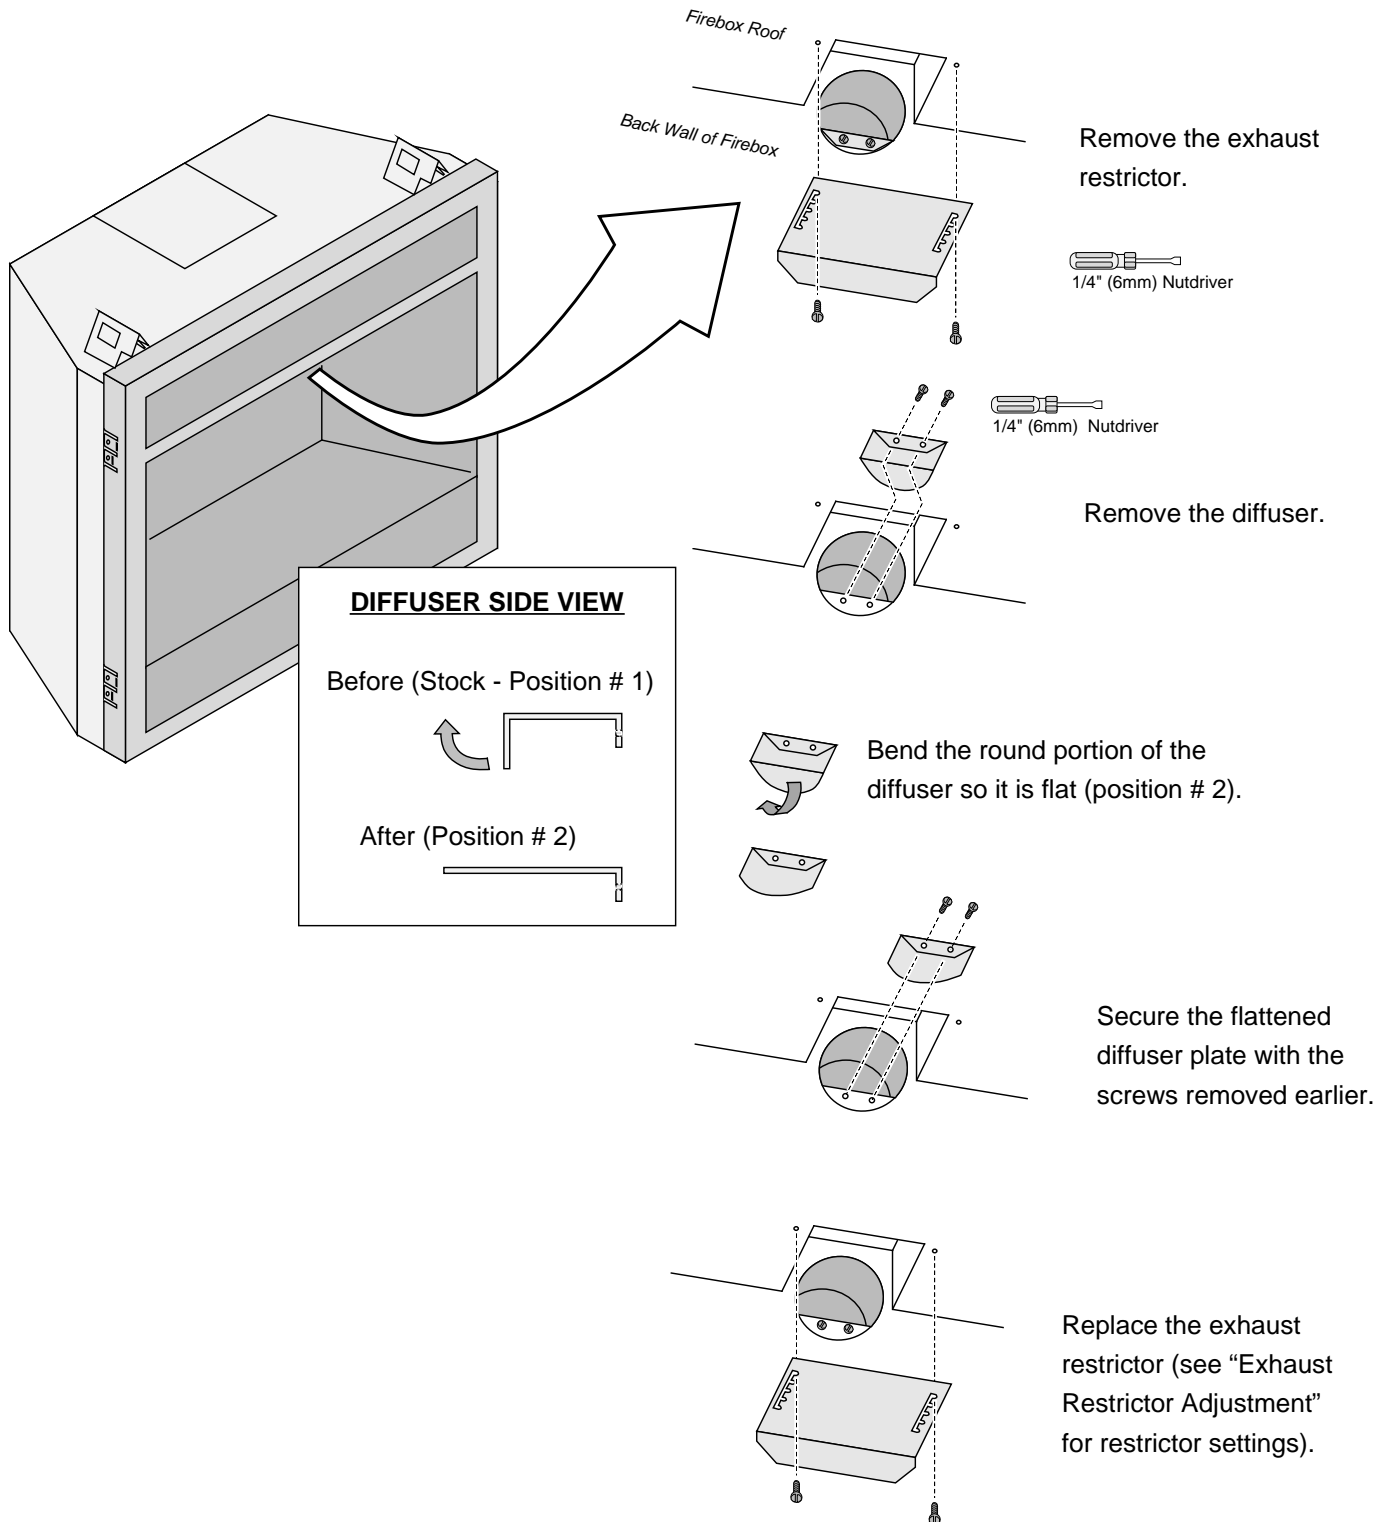 Firebox Roof
Back Wall of Firebox
Remove the exhaust
restrictor.
1/4" (6mm) Nutdriver
1/4" (6mm) Nutdriver
Remove the diffuser.
DIFFUSER SIDE VIEW
Before (Stock - Position # 1)
After (Position # 2)
Bend the round portion of the
diffuser so it is flat (position # 2).
Secure the flattened
diffuser plate with the
screws removed earlier.
Replace the exhaust
restrictor (see “Exhaust
Restrictor Adjustment”
for restrictor settings).